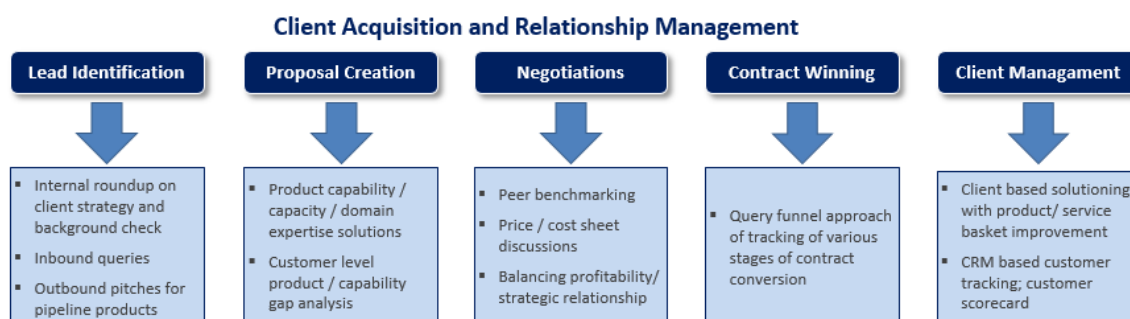 Client Acquisition and Relationship Management
Lead Identification
▪ Internal roundup on
client strategy and
background check
▪ Inbound queries
▪ Outbound pitches for
pipeline products
Proposal Creation
▪ Product capability /
capacity / domain
expertise solutions
▪ Customer level
product / capability
gap analysis
Negotiations
▪ Peer benchmarking
▪ Price / cost sheet
discussions
▪ Balancing profitability/
strategic relationship
Contract Winning
▪ Query funnel approach
of tracking of various
stages of contract
conversion
Client Managament
▪ Client based solutioning
with product/ service
basket improvement
▪ CRM based customer
tracking; customer
scorecard